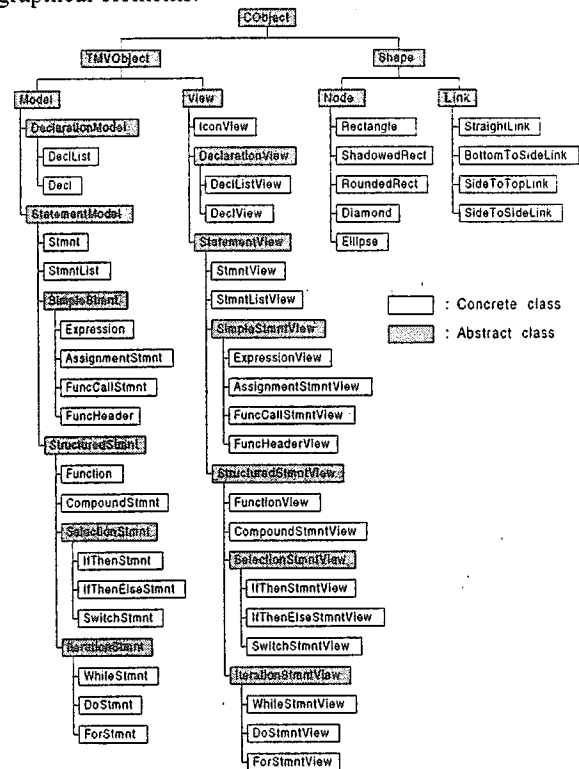 graphical elements.
CObject
TMVObject
Shape
Model
View
Node
Link
DeclarationModel
DeclList
Decl
StatementModel
Stmnt
StmntList
SimpleStmnt
Expression
AssignmentStmnt
FuncCallStmnt
FuncHeader
StructuredStmnt
Function
CompoundStmnt
SelectionStmnt
IfThenStmnt
IfThenElseStmnt
SwitchStmnt
IterationStmnt
WhileStmnt
DoStmnt
ForStmnt
IconView
DeclarationView
DeclListView
DeclView
StatementView
StmntView
StmntListView
SimpleStmntView
ExpressionView
AssignmentStmntView
FuncCallStmntView
FuncHeaderView
StructuredStmntView
FunctionView
CompoundStmntView
SelectionStmntView
IfThenStmntView
IfThenElseStmntView
SwitchStmntView
IterationStmntView
WhileStmntView
DoStmntView
ForStmntView
Rectangle
ShadowedRect
RoundedRect
Diamond
Ellipse
StraightLink
BottomToSideLink
SideToTopLink
SideToSideLink
: Concrete class
: Abstract class